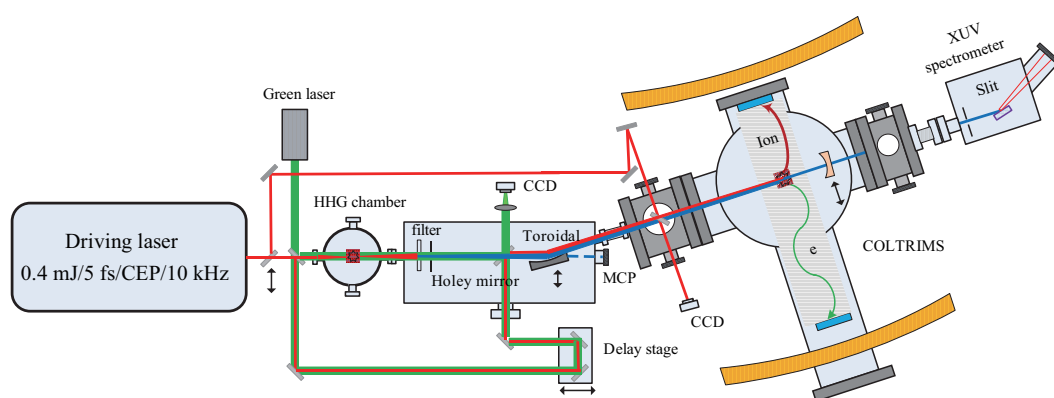 XUV
spectrometer
Slit
Green laser
Ion
CCD
HHG chamber
filter
Toroidal
Driving laser
0.4 mJ/5 fs/CEP/10 kHz
Holey mirror
MCP
e
COLTRIMS
CCD
Delay stage